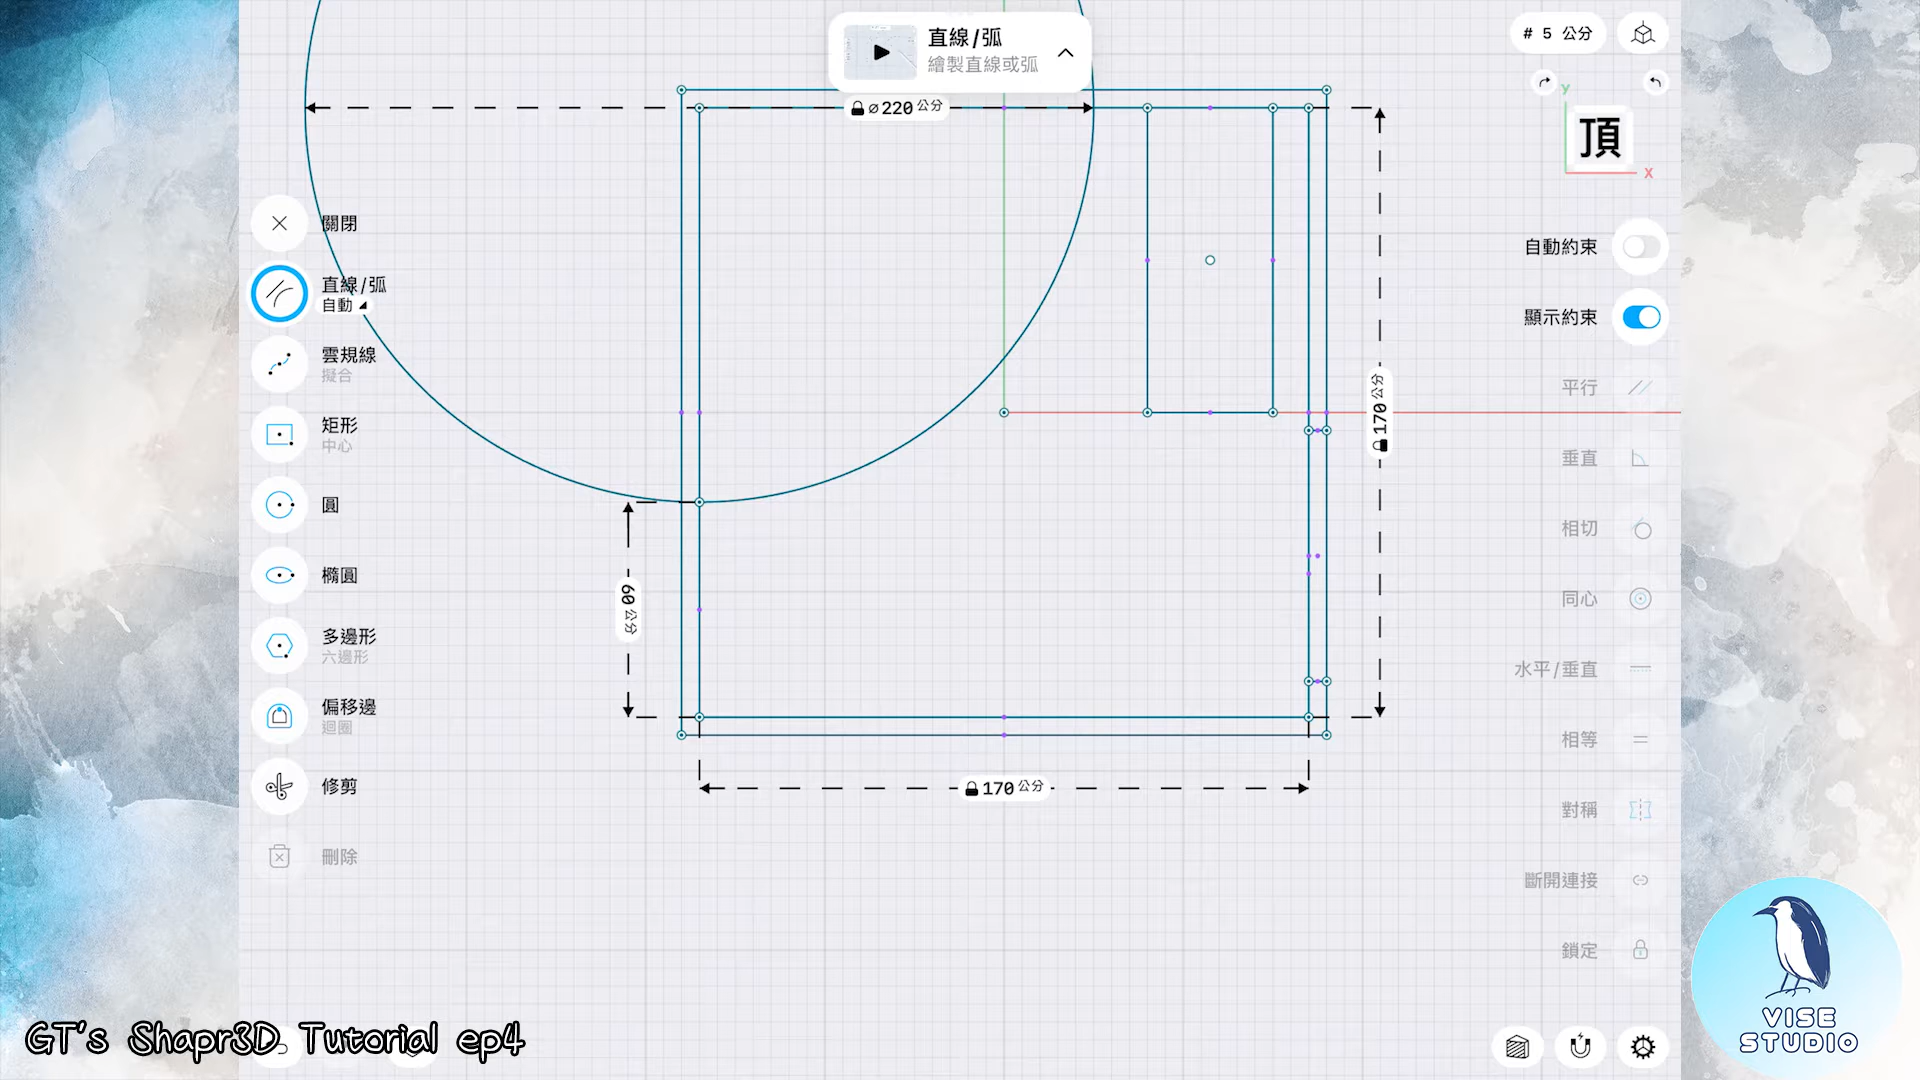 直線/弧
繪製直線或弧
# 5 公分
⌀220 公分
y
頂
x
關閉
直線/弧
自動
雲規線
擬合
矩形
中心
圓
橢圓
多邊形
六邊形
偏移邊
迴圈
修剪
刪除
170 公分
60 公分
170 公分
自動約束
顯示約束
平行
垂直
相切
同心
水平/垂直
相等
對稱
斷開連接
鎖定
GT's Shapr3D Tutorial ep4
VISE
STUDIO